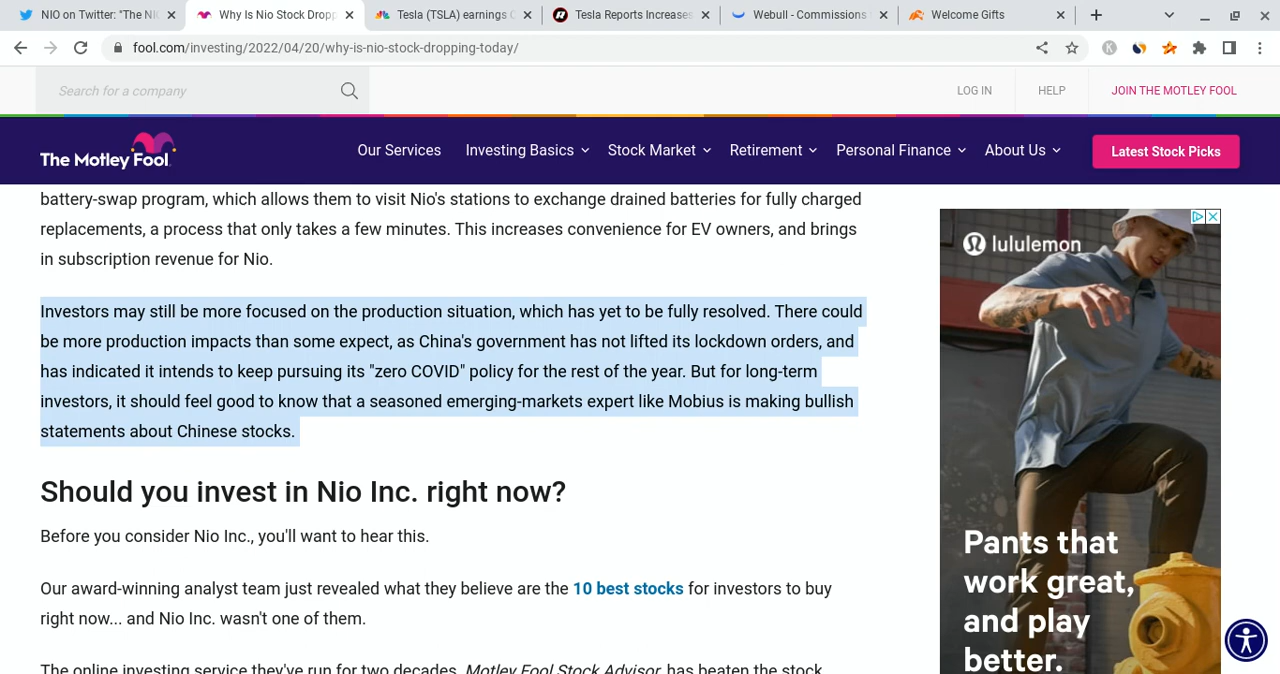 NIO on Twitter: "The NI
Why Is Nio Stock Dropp
Tesla (TSLA) earnings
Tesla Reports Increases
Webull - Commissions
Welcome Gifts
fool.com/investing/2022/04/20/why-is-nio-stock-dropping-today/
K
Search for a company
LOG IN
HELP
JOIN THE MOTLEY FOOL
The Motley Fool
Our Services
Investing Basics
Stock Market
Retirement
Personal Finance
About Us
Latest Stock Picks
battery-swap program, which allows them to visit Nio's stations to exchange drained batteries for fully charged
replacements, a process that only takes a few minutes. This increases convenience for EV owners, and brings
in subscription revenue for Nio.
Investors may still be more focused on the production situation, which has yet to be fully resolved. There could
be more production impacts than some expect, as China's government has not lifted its lockdown orders, and
has indicated it intends to keep pursuing its "zero COVID" policy for the rest of the year. But for long-term
investors, it should feel good to know that a seasoned emerging-markets expert like Mobius is making bullish
statements about Chinese stocks.
Should you invest in Nio Inc. right now?
Before you consider Nio Inc., you'll want to hear this.
Our award-winning analyst team just revealed what they believe are the 10 best stocks for investors to buy
right now... and Nio Inc. wasn't one of them.
The online investing service they've run for two decades, Motley Fool Stock Advisor, has beaten the stock
lululemon
Pants that
work great,
and play
better.